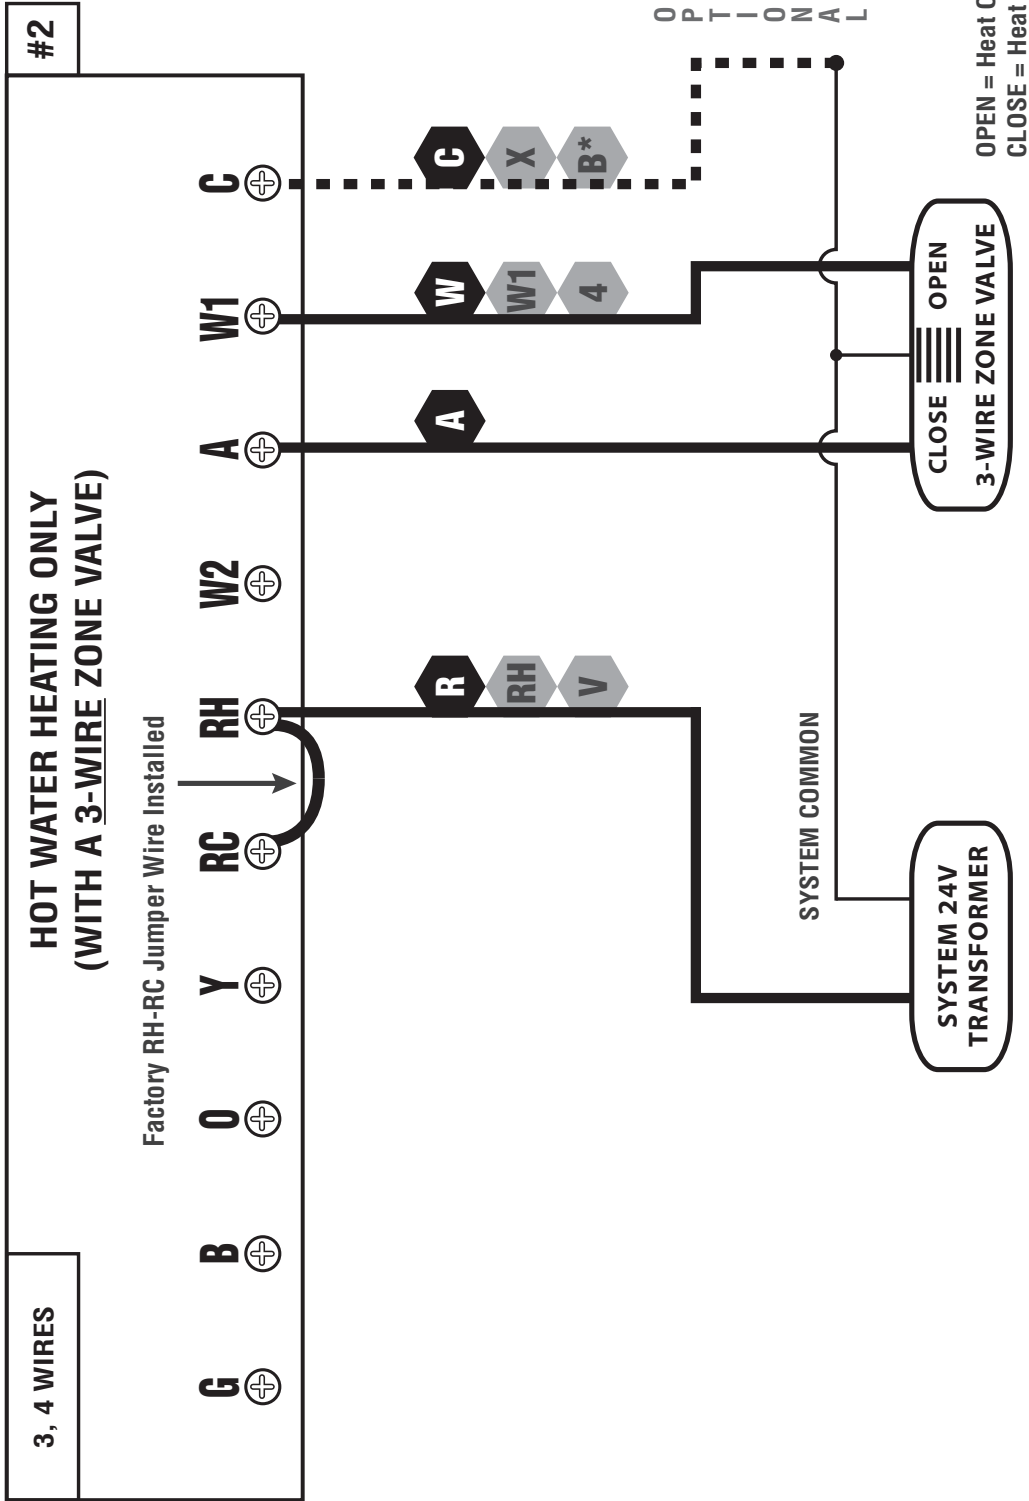 3, 4 WIRES
#2
HOT WATER HEATING ONLY
(WITH A 3-WIRE ZONE VALVE)
Factory RH-RC Jumper Wire Installed
G B O Y RC RH W2 A W1 C
R A W C
RH W1 X
V 4 B*
OPTIONAL
SYSTEM COMMON
SYSTEM 24V
TRANSFORMER
CLOSE OPEN
3-WIRE ZONE VALVE
OPEN = Heat
CLOSE = Heat